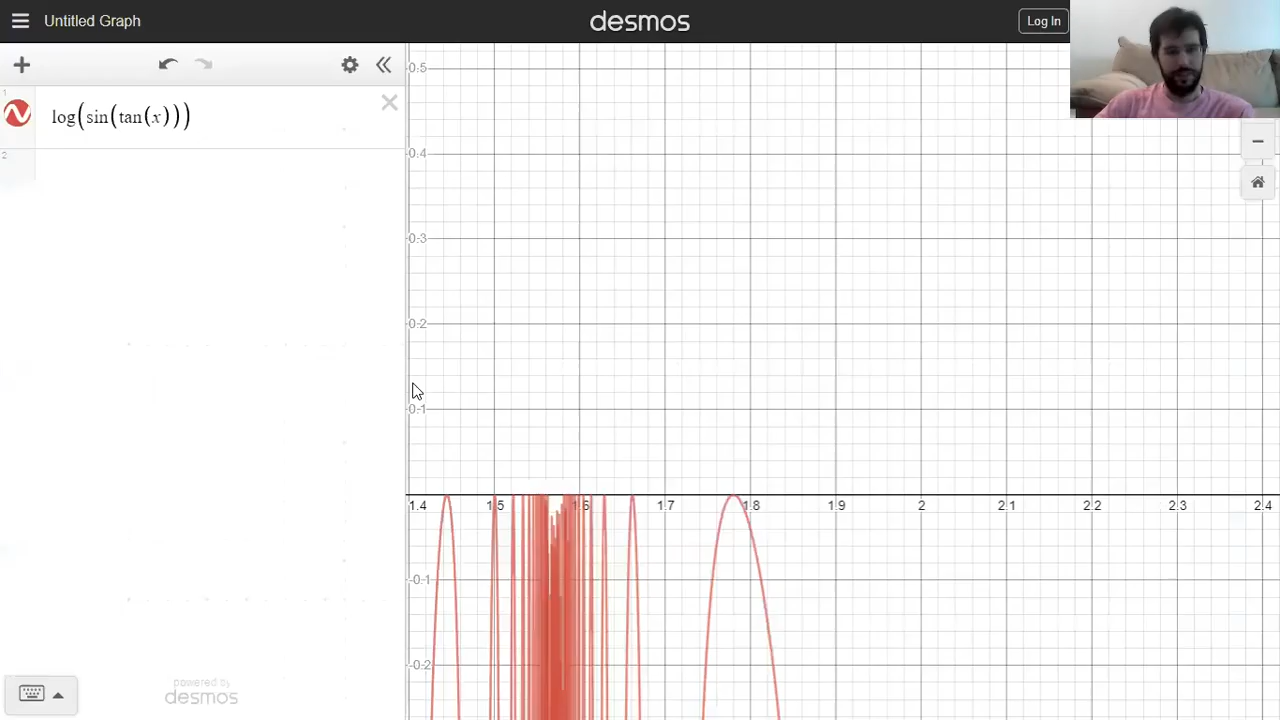 Untitled Graph
desmos
Log In
1
log(sin(tan(x)))
2
0.5
0.4
0.3
0.2
0.1
1.4 1.5 1.6 1.7 1.8 1.9 2 2.1 2.2 2.3 2.4
-0.1
-0.2
powered by
desmos